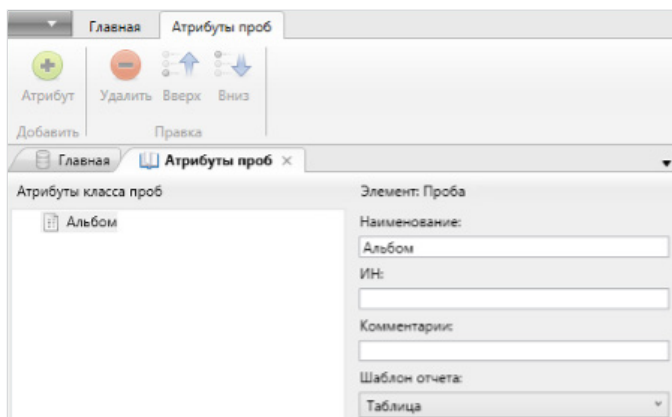 Главная Атрибуты проб
Атрибут Удалить Вверх Вниз
Добавить Правка
Главная Атрибуты проб
Атрибуты класса проб
Альбом
Элемент: Проба
Наименование:
Альбом
ИН:
Комментарии:
Шаблон отчета:
Таблица